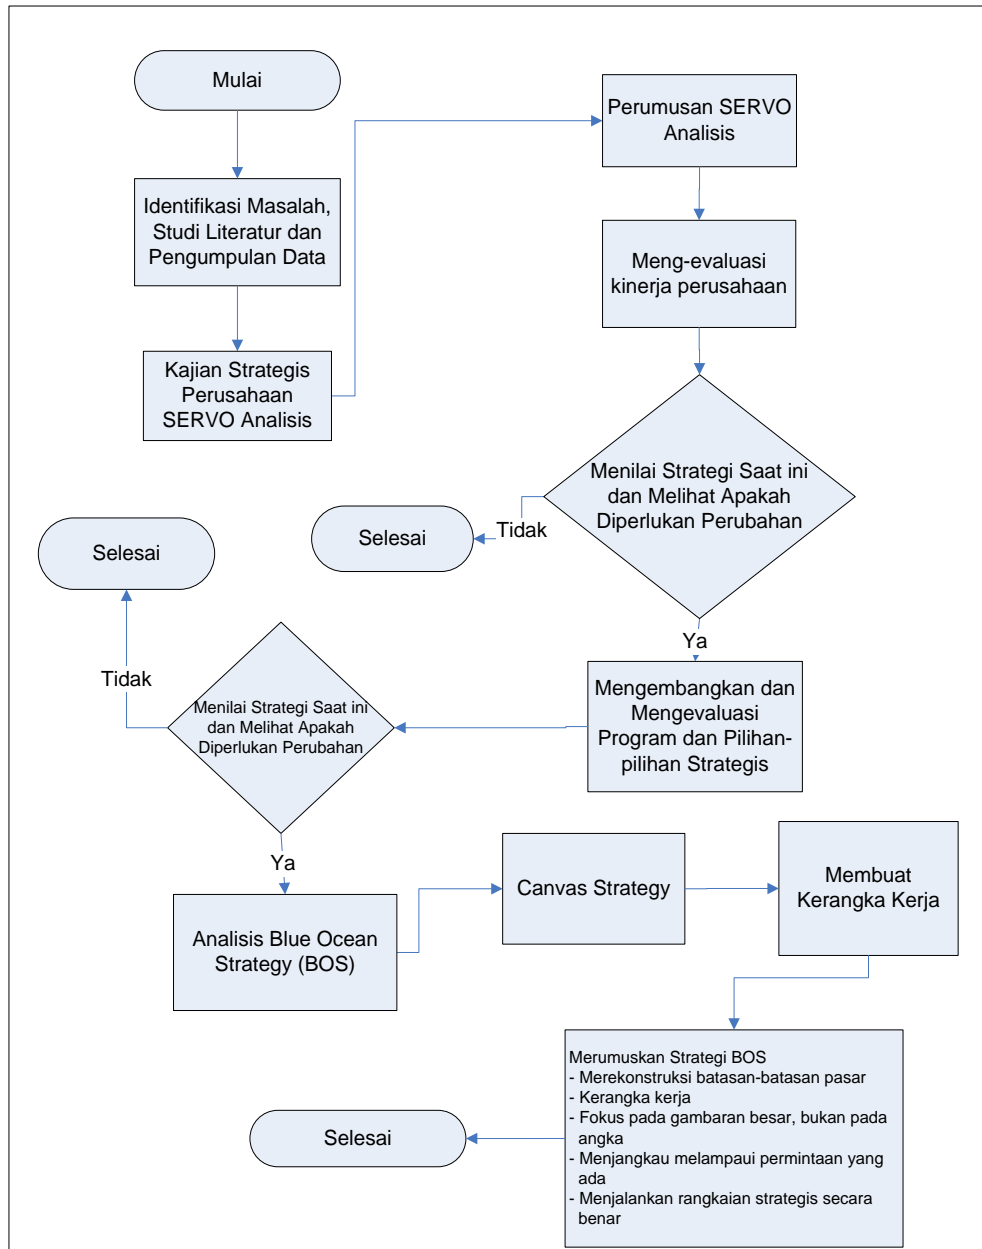 Mulai
Identifikasi Masalah,
Studi Literatur dan
Pengumpulan Data
Kajian Strategis
Perusahaan
SERVO Analisis
Perumusan SERVO
Analisis
Meng-evaluasi
kinerja perusahaan
Menilai Strategi Saat ini
dan Melihat Apakah
Diperlukan Perubahan
Tidak
Selesai
Ya
Mengembangkan dan
Mengevaluasi
Program dan Pilihan-
pilihan Strategis
Menilai Strategi Saat ini
dan Melihat Apakah
Diperlukan Perubahan
Tidak
Selesai
Ya
Analisis Blue Ocean
Strategy (BOS)
Canvas Strategy
Membuat
Kerangka Kerja
Merumuskan Strategi BOS
- Merekonstruksi batasan-batasan pasar
- Kerangka kerja
- Fokus pada gambaran besar, bukan pada
angka
- Menjangkau melampaui permintaan yang
ada
- Menjalankan rangkaian strategis secara
benar
Selesai